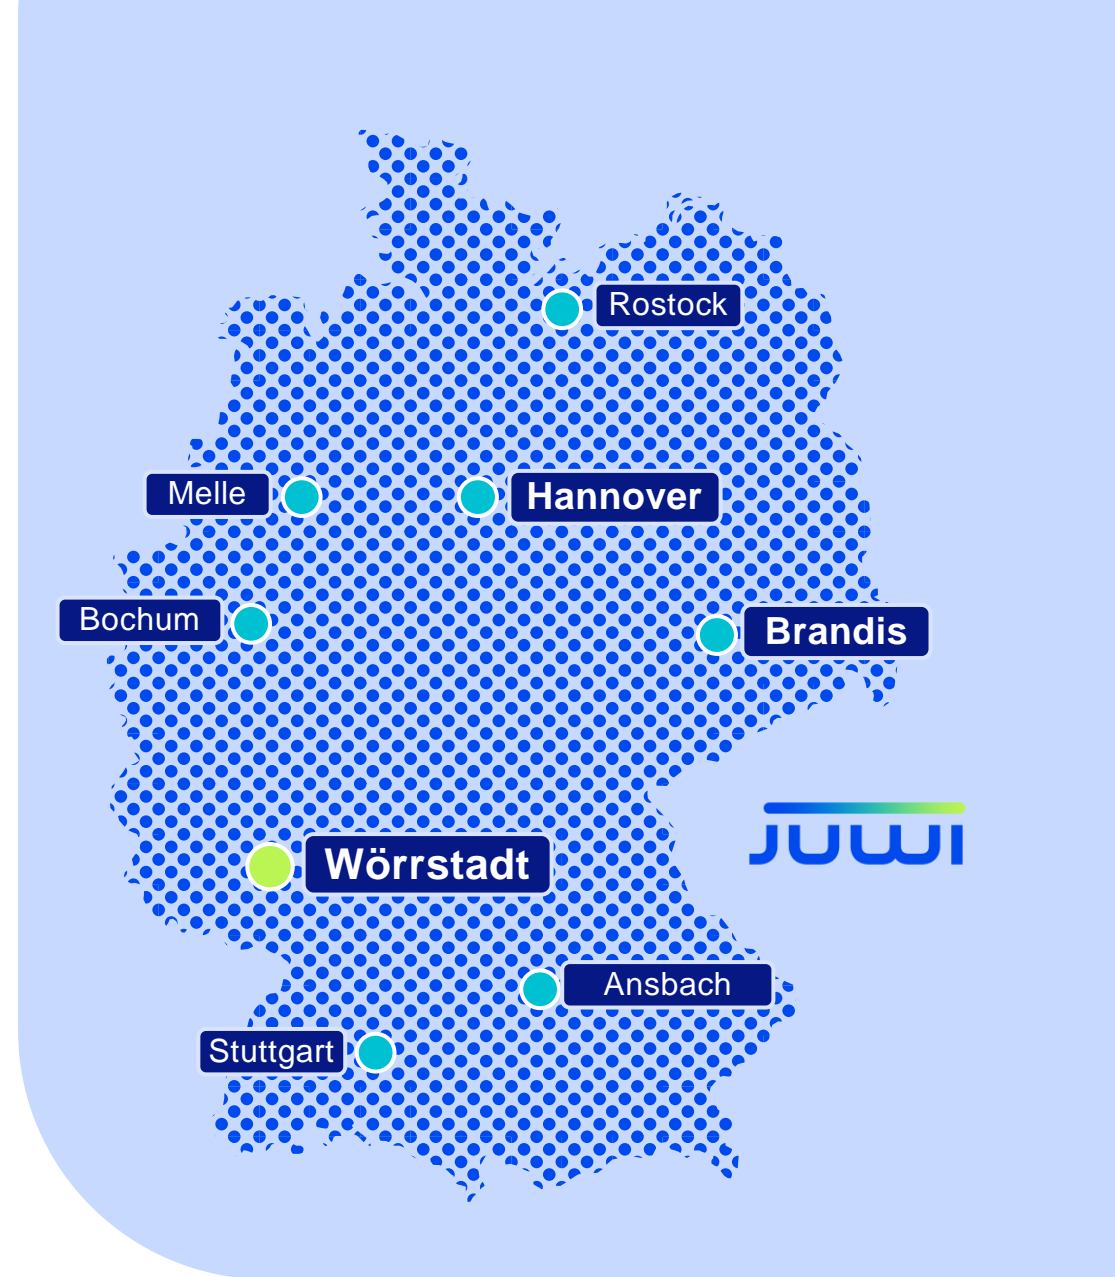 Rostock
Melle
Hannover
Bochum
Brandis
JUWI
Wörrstadt
Ansbach
Stuttgart